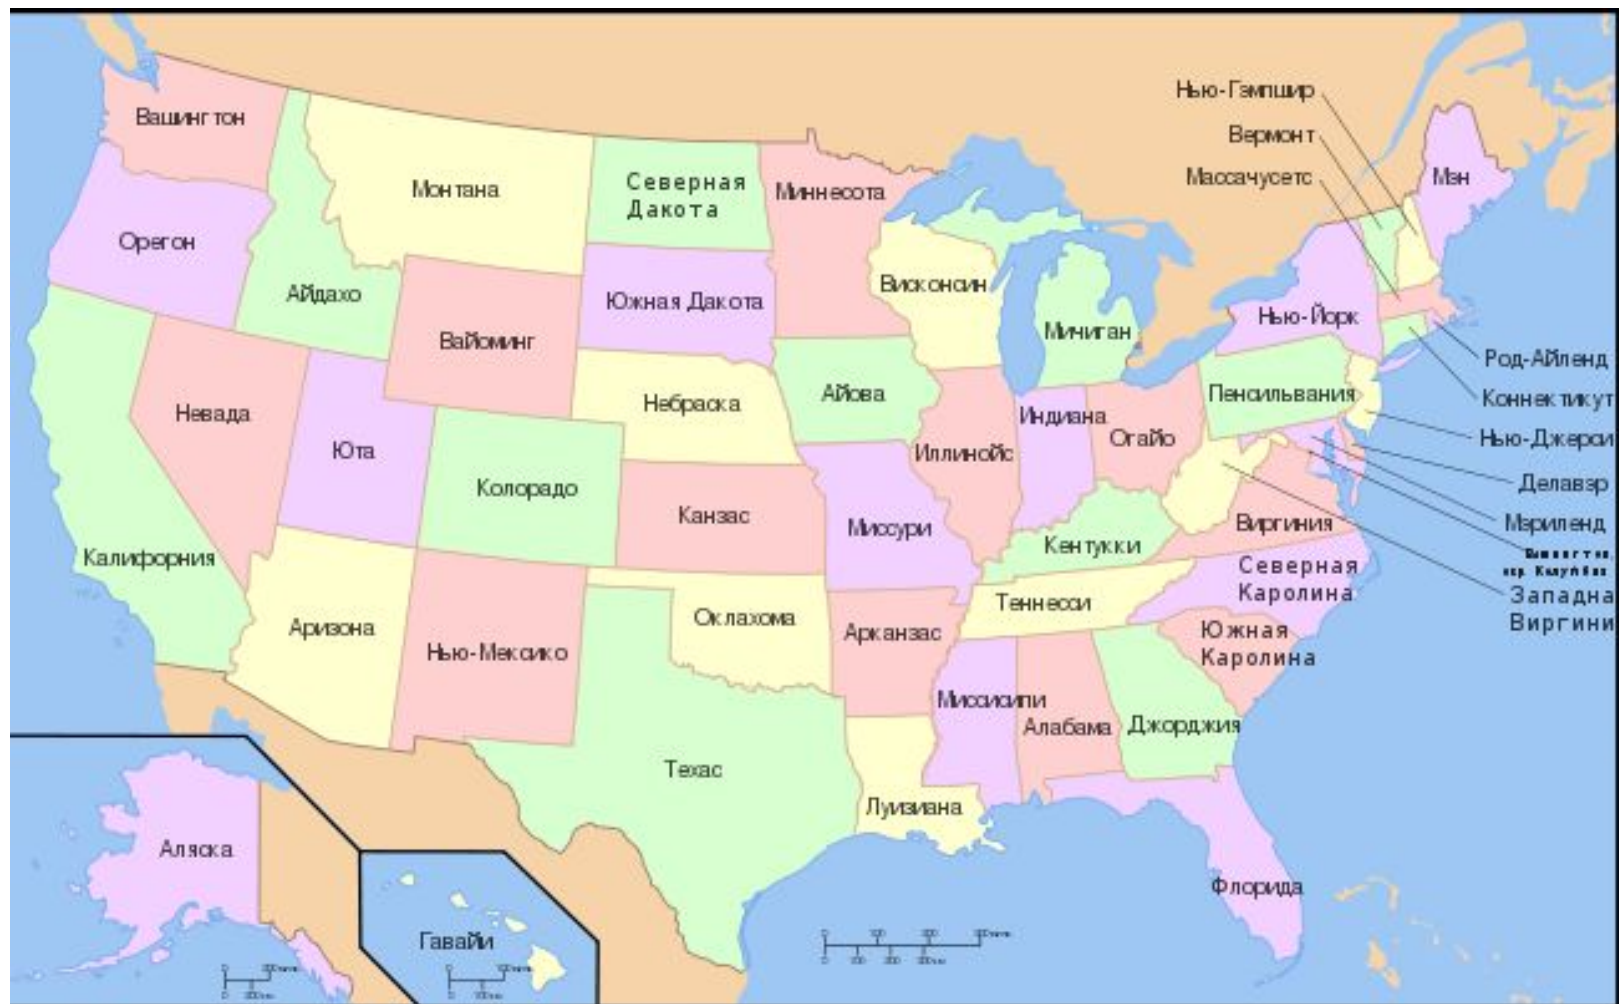 Нью-Гэмпшир
Вашингтон
Вермонт
Массачусетс
Мэн
Монтана
Северная
Дакота
Миннесота
Орегон
Айдахо
Южная Дакота
Висконсин
Нью-Йорк
Вайоминг
Мичиган
Род-Айленд
Невада
Небраска
Айова
Пенсильвания
Коннектикут
Индиана
Огайо
Нью-Джерси
Юта
Иллинойс
Колорадо
Делавэр
Канзас
Миссури
Виргиния
Мэриленд
Калифорния
Кентукки
Северная
Каролина
Западна
Виргини
Аризона
Оклахома
Теннесси
Арканзас
Южная
Каролина
Нью-Мексико
Миссисипи
Алабама
Джорджия
Техас
Луизиана
Аляска
Флорида
Гавайи